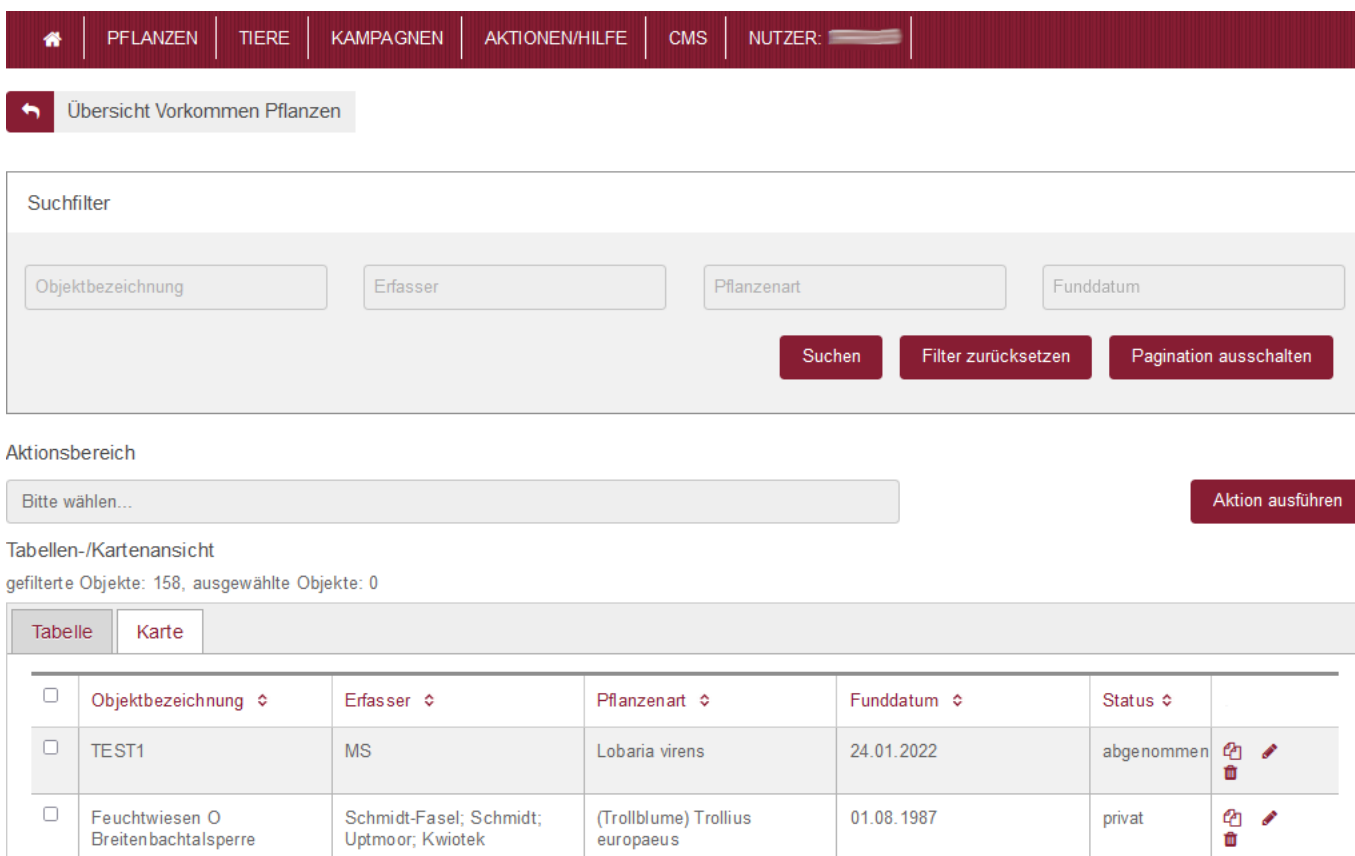 PFLANZEN TIERE KAMPAGNEN AKTIONEN/HILFE CMS NUTZER:
Übersicht Vorkommen Pflanzen
Suchfilter
Objektbezeichnung Erfasser Pflanzenart Funddatum
Suchen Filter zurücksetzen Pagination ausschalten
Aktionsbereich
Bitte wählen... Aktion ausführen
Tabellen-/Kartenansicht
gefilterte Objekte: 158, ausgewählte Objekte: 0
Tabelle Karte
Objektbezeichnung Erfasser Pflanzenart Funddatum Status
TEST1 MS Lobaria virens 24.01.2022 abgenommen
Feuchtwiesen O Schmidt-Fasel; Schmidt; (Trollblume) Trollius 01.08.1987 privat
Breitenbachtalsperre Uptmoor; Kwiotek europaeus